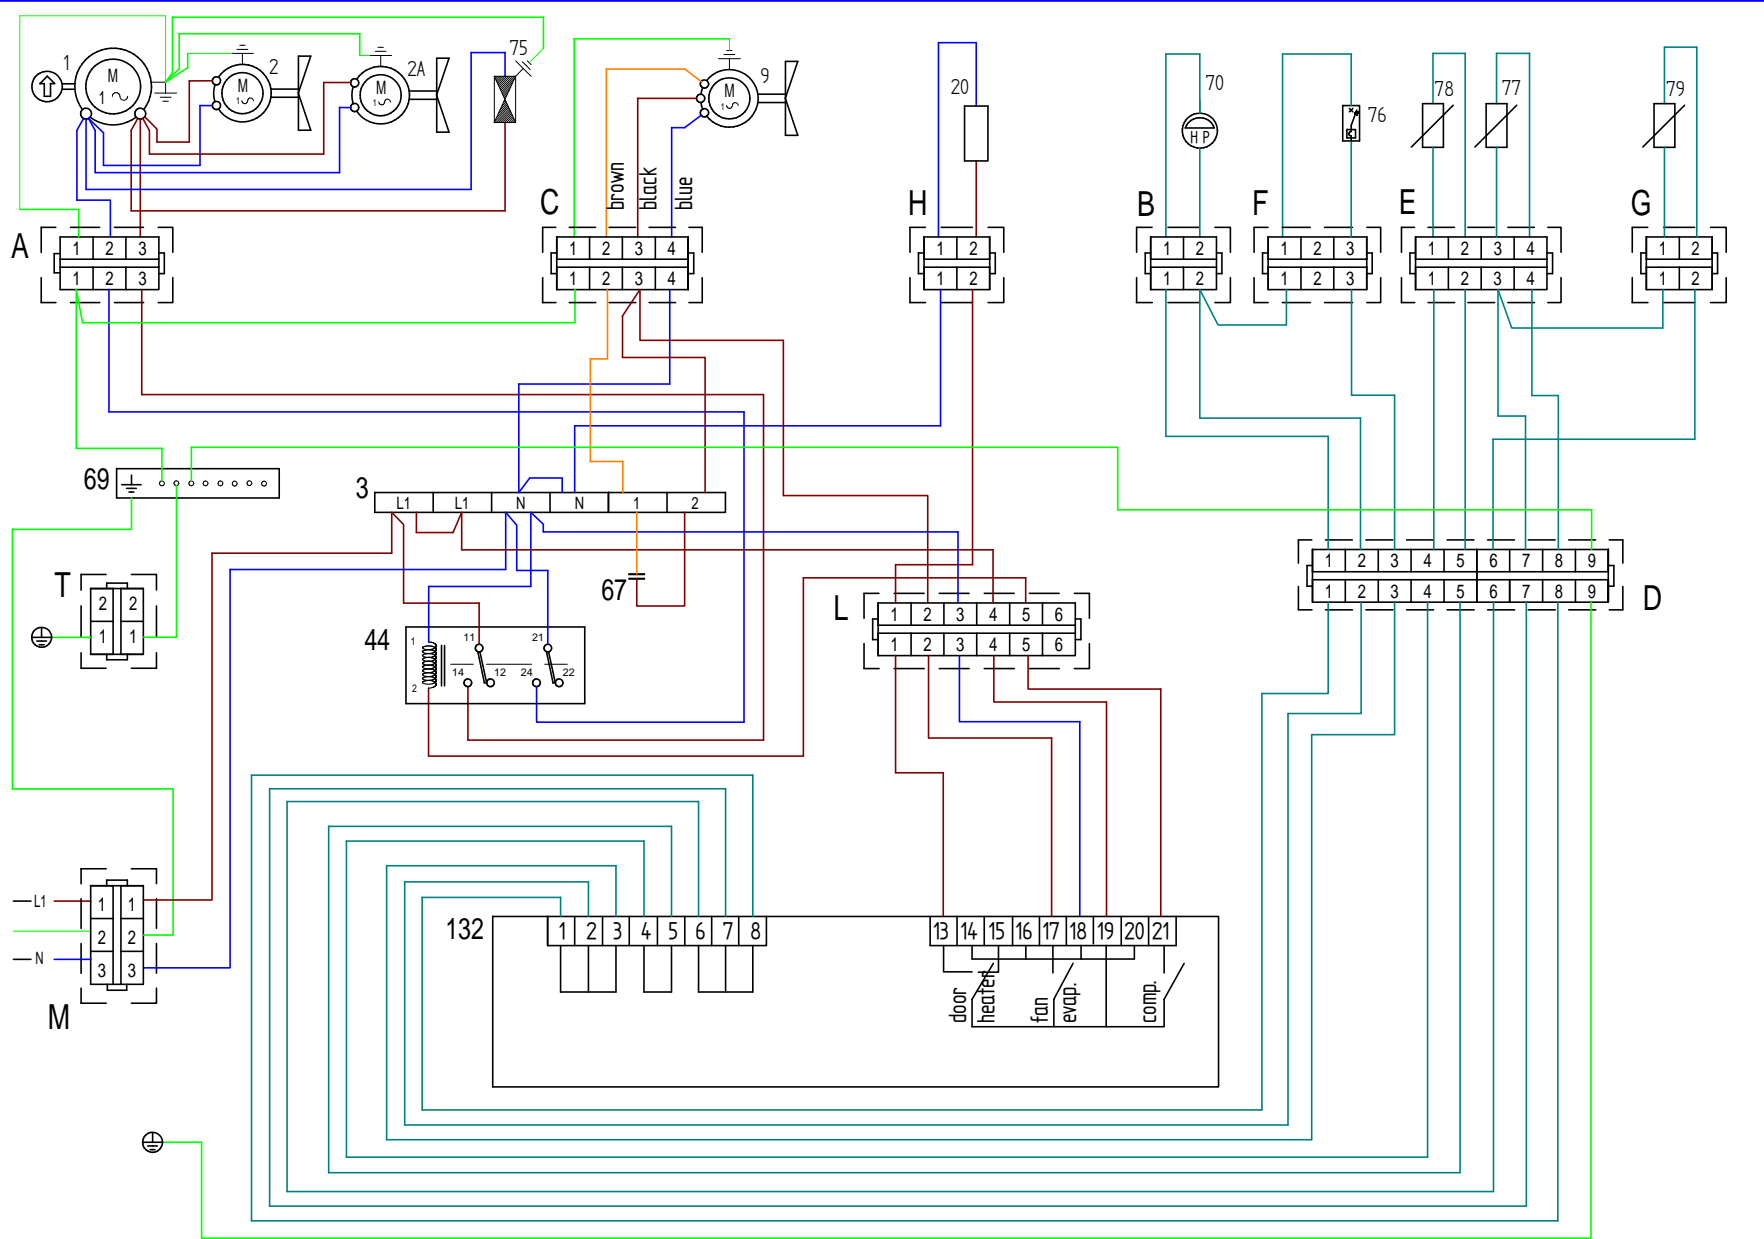 1
M
1
2
M
1
2A
M
1
75
9
M
1
20
70
HP
76
78
77
79
brown
black
blue
A
1 2 3
1 2 3
C
1 2 3 4
1 2 3 4
H
1 2
1 2
B
1 2
1 2
F
1 2 3
1 2 3
E
1 2 3 4
1 2 3 4
G
1 2
1 2
69
3
L1 L1 N N 1 2
T
2 2
1 1
67
44
1
2
11
21
14
12
24
22
L
1 2 3 4 5 6
1 2 3 4 5 6
D
1 2 3 4 5 6 7 8 9
1 2 3 4 5 6 7 8 9
L1
N
1 1
2 2
3 3
M
132
1 2 3 4 5 6 7 8
13 14 15 16 17 18 19 20 21
door
heater
fan
evap.
comp.